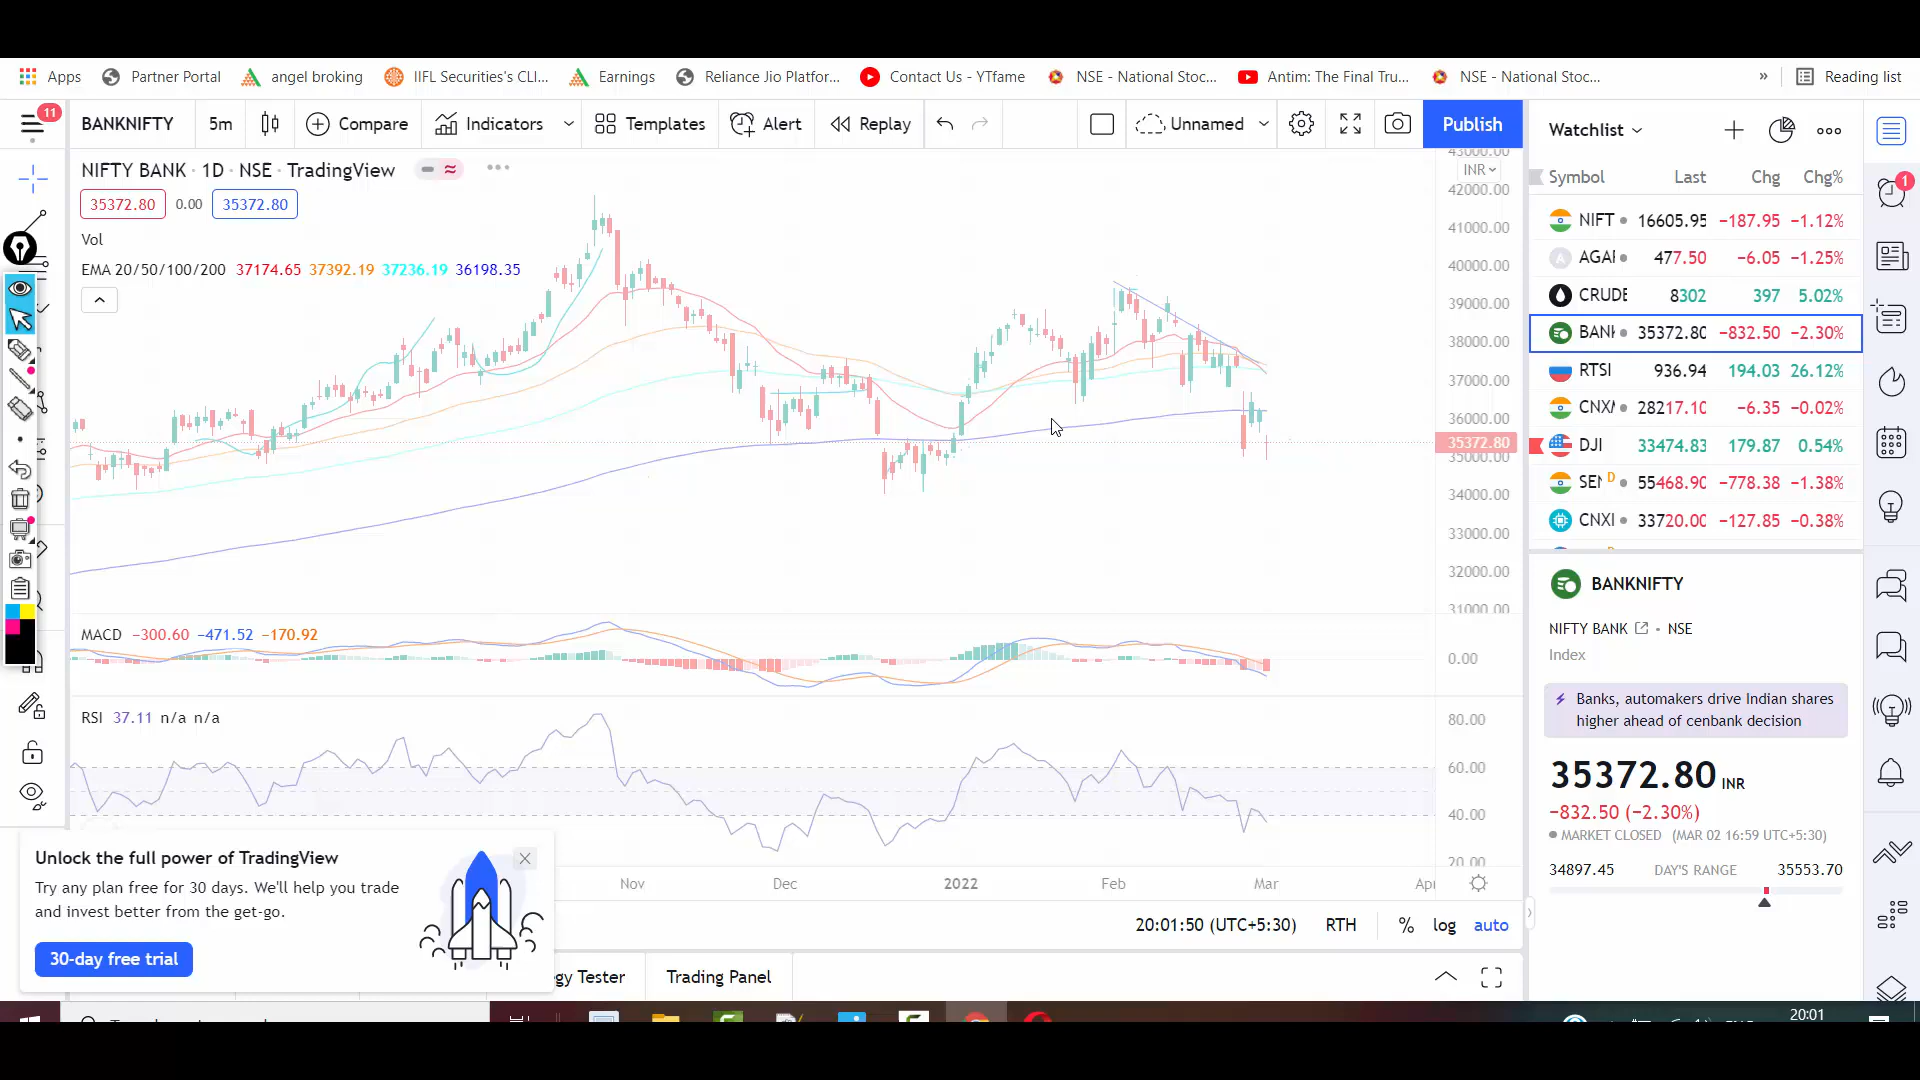 Apps
Partner Portal
angel broking
IIFL Securities's CLI...
Earnings
Reliance Jio Platfor...
Contact Us - YTfame
NSE - National Stoc...
Antim: The Final Tru...
NSE - National Stoc...
»
Reading list
11
BANKNIFTY
5m
Compare
Indicators
Templates
Alert
Replay
Unnamed
Publish
NIFTY BANK · 1D · NSE · TradingView
35372.80
0.00
35372.80
Vol
EMA 20/50/100/200 37174.65 37392.19 37236.19 36198.35
43000.00
INR
42000.00
41000.00
40000.00
39000.00
38000.00
37000.00
36000.00
35372.80
35000.00
34000.00
33000.00
32000.00
31000.00
MACD −300.60 −471.52 −170.92
0.00
RSI 37.11 n/a n/a
80.00
60.00
40.00
20.00
Nov
Dec
2022
Feb
Mar
20:01:50 (UTC+5:30)
RTH
%
log
auto
Trading Panel
Unlock the full power of TradingView
Try any plan free for 30 days. We'll help you trade
and invest better from the get-go.
30-day free trial
Watchlist
1
Symbol Last Chg Chg%
NIFT 16605.95 −187.95 −1.12%
477.50 −6.05 −1.25%
CRUDE 8302 397 5.02%
35372.80 −832.50 −2.30%
RTSI 936.94 194.03 26.12%
28217.10 −6.35 −0.02%
DJI 33474.83 179.87 0.54%
D 55468.90 −778.38 −1.38%
CNXI 33720.00 −127.85 −0.38%
BANKNIFTY
NIFTY BANK · NSE
Index
Banks, automakers drive Indian shares
higher ahead of cenbank decision
35372.80 INR
−832.50 (−2.30%)
MARKET CLOSED (MAR 02 16:59 UTC+5:30)
34897.45 DAY'S RANGE 35553.70
20:01